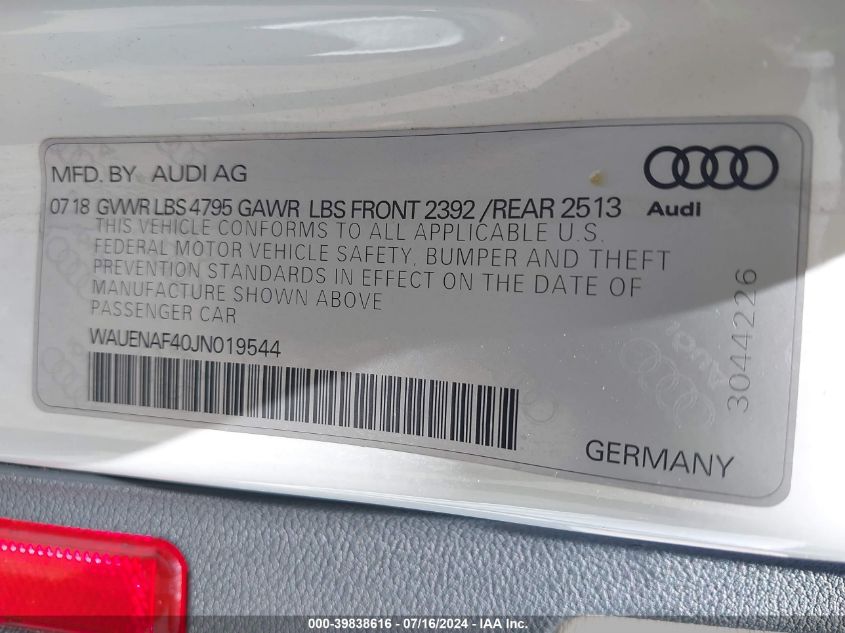 MFD. BY AUDI AG
07 18 GVWR LBS 4795 GAWR LBS FRONT 2392 /REAR 2513
Audi
THIS VEHICLE CONFORMS TO ALL APPLICABLE U.S.
FEDERAL MOTOR VEHICLE SAFETY, BUMPER AND THEFT
PREVENTION STANDARDS IN EFFECT ON THE DATE OF
MANUFACTURE SHOWN ABOVE
PASSENGER CAR
WAUENAF40JN019544
3044226
GERMANY
000-39838616 - 07/16/2024 - IAA Inc.